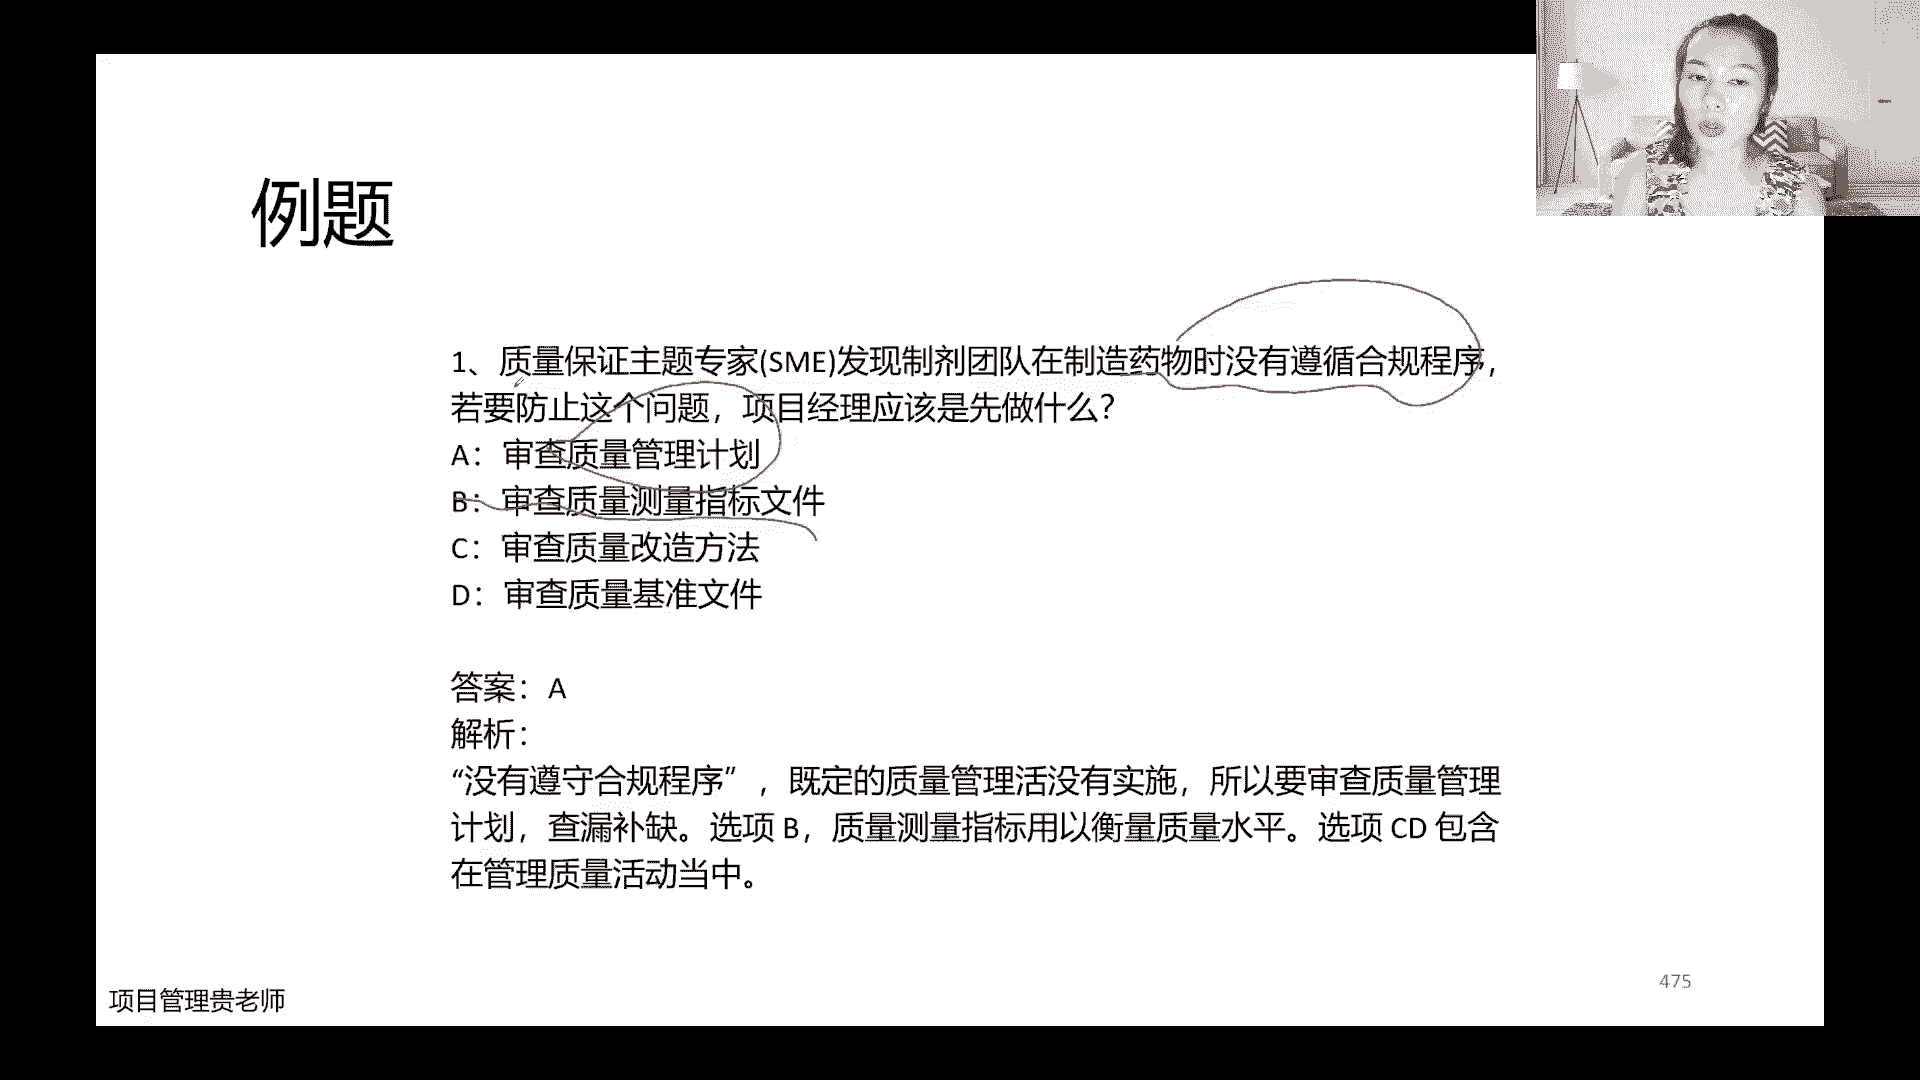 例题
1、质量保证主题专家(SME)发现制剂团队在制造药物时没有遵循合规程序，
若要防止这个问题，项目经理应该是先做什么？
A：审查质量管理计划
B：审查质量测量指标文件
C：审查质量改造方法
D：审查质量基准文件
答案：A
解析：
“没有遵守合规程序”，既定的质量管理活没有实施，所以要审查质量管理
计划，查漏补缺。选项 B，质量测量指标用以衡量质量水平。选项 CD 包含
在管理质量活动当中。
475
项目管理贵老师